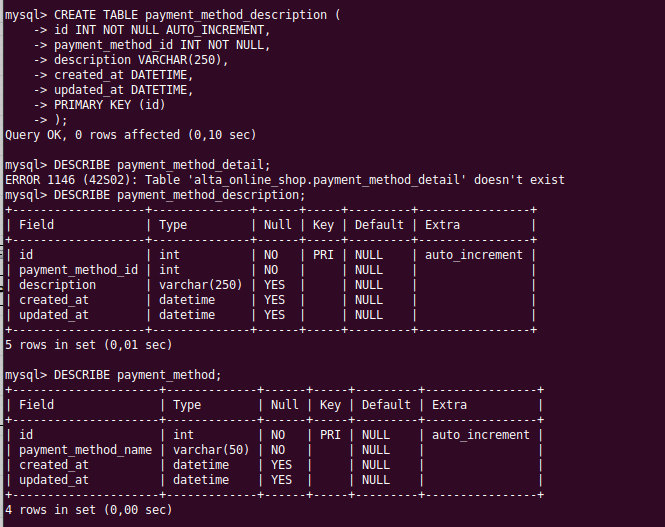 mysql> CREATE TABLE payment_method_description (
    -> id INT NOT NULL AUTO_INCREMENT,
    -> payment_method_id INT NOT NULL,
    -> description VARCHAR(250),
    -> created_at DATETIME,
    -> updated_at DATETIME,
    -> PRIMARY KEY (id)
    -> );
Query OK, 0 rows affected (0,10 sec)

mysql> DESCRIBE payment_method_detail;
ERROR 1146 (42S02): Table 'alta_online_shop.payment_method_detail' doesn't exist
mysql> DESCRIBE payment_method_description;
+-------------------+--------------+------+-----+---------+----------------+
| Field             | Type         | Null | Key | Default | Extra          |
+-------------------+--------------+------+-----+---------+----------------+
| id                | int          | NO   | PRI | NULL    | auto_increment |
| payment_method_id | int          | NO   |     | NULL    |                |
| description       | varchar(250) | YES  |     | NULL    |                |
| created_at        | datetime     | YES  |     | NULL    |                |
| updated_at        | datetime     | YES  |     | NULL    |                |
+-------------------+--------------+------+-----+---------+----------------+
5 rows in set (0,01 sec)

mysql> DESCRIBE payment_method;
+---------------------+-------------+------+-----+---------+----------------+
| Field               | Type        | Null | Key | Default | Extra          |
+---------------------+-------------+------+-----+---------+----------------+
| id                  | int         | NO   | PRI | NULL    | auto_increment |
| payment_method_name | varchar(50) | NO   |     | NULL    |                |
| created_at          | datetime    | YES  |     | NULL    |                |
| updated_at          | datetime    | YES  |     | NULL    |                |
+---------------------+-------------+------+-----+---------+----------------+
4 rows in set (0,00 sec)